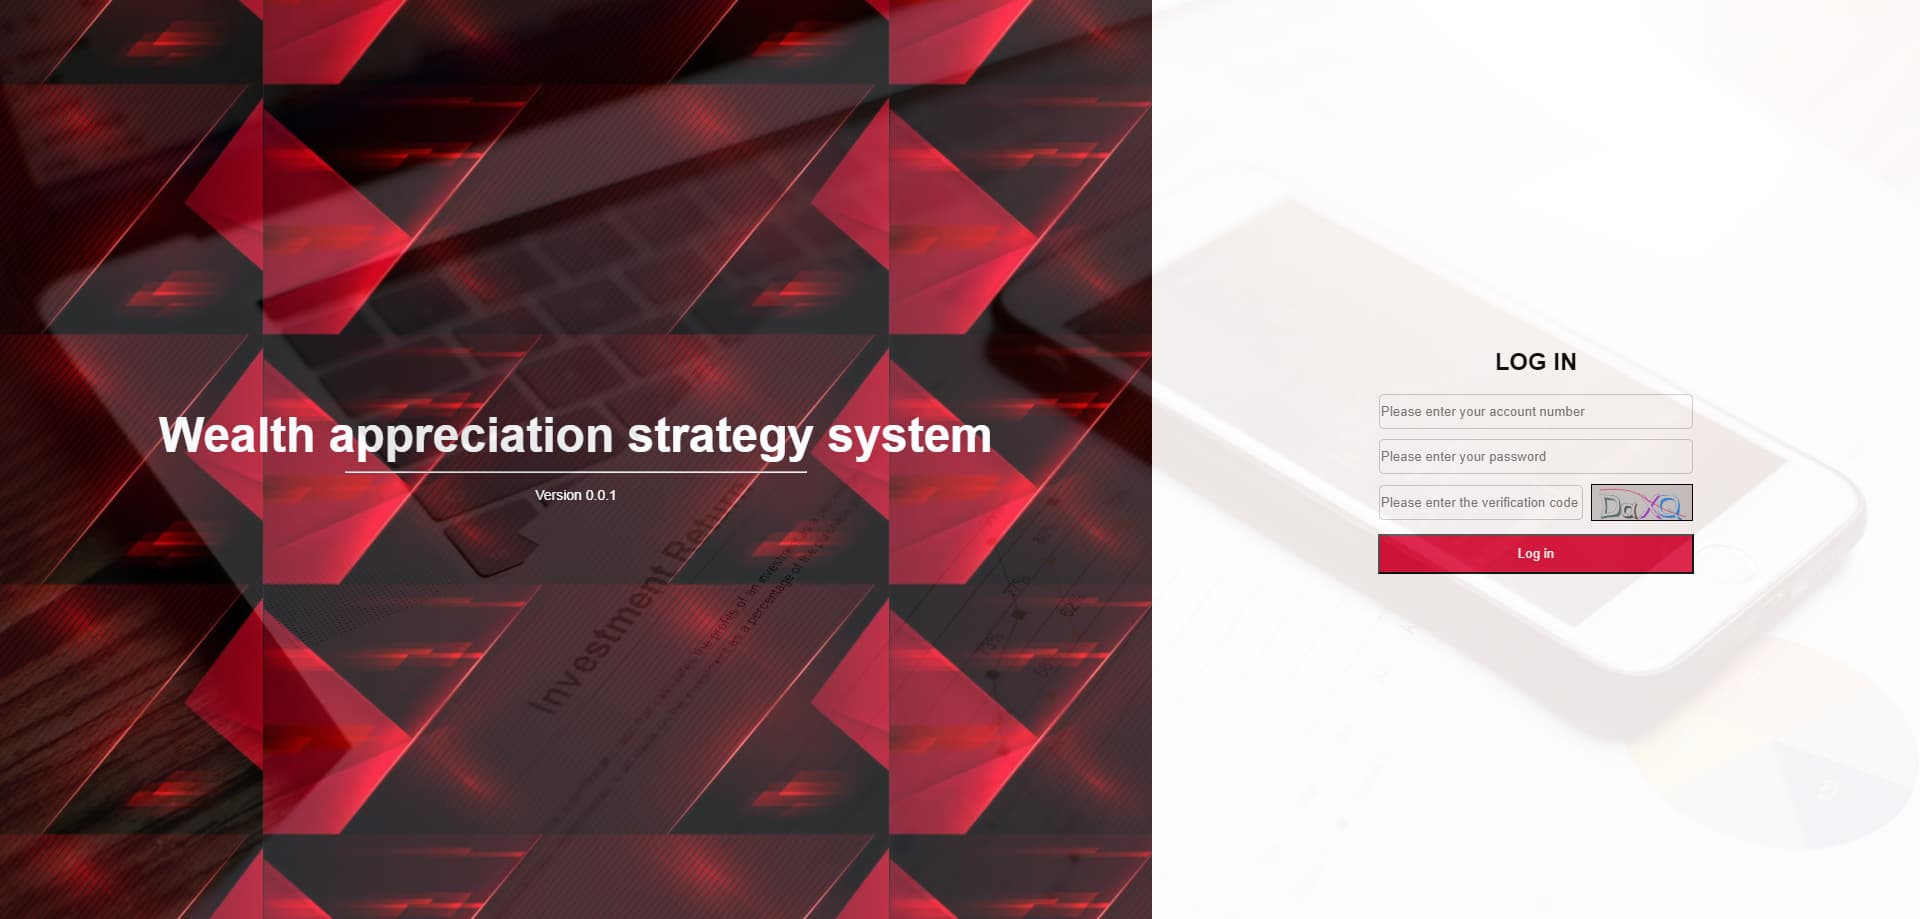 Wealth appreciation strategy system
Version 0.0.1
Investment Return
LOG IN
Please enter your account number
Please enter your password
Please enter the verification code
DaXQ
Log in